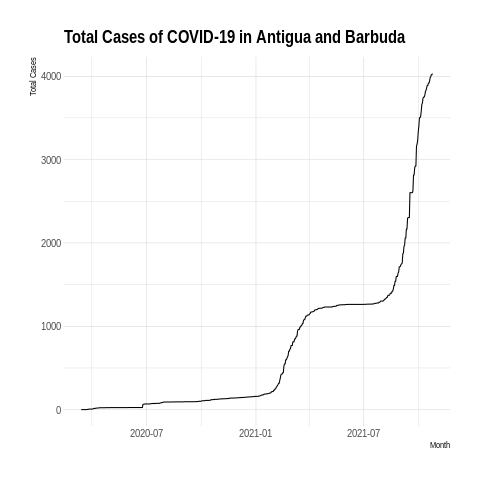 Total Cases of COVID-19 in Antigua and Barbuda
Total Cases
4000
3000
2000
1000
0
2020-07 2021-01 2021-07
Month